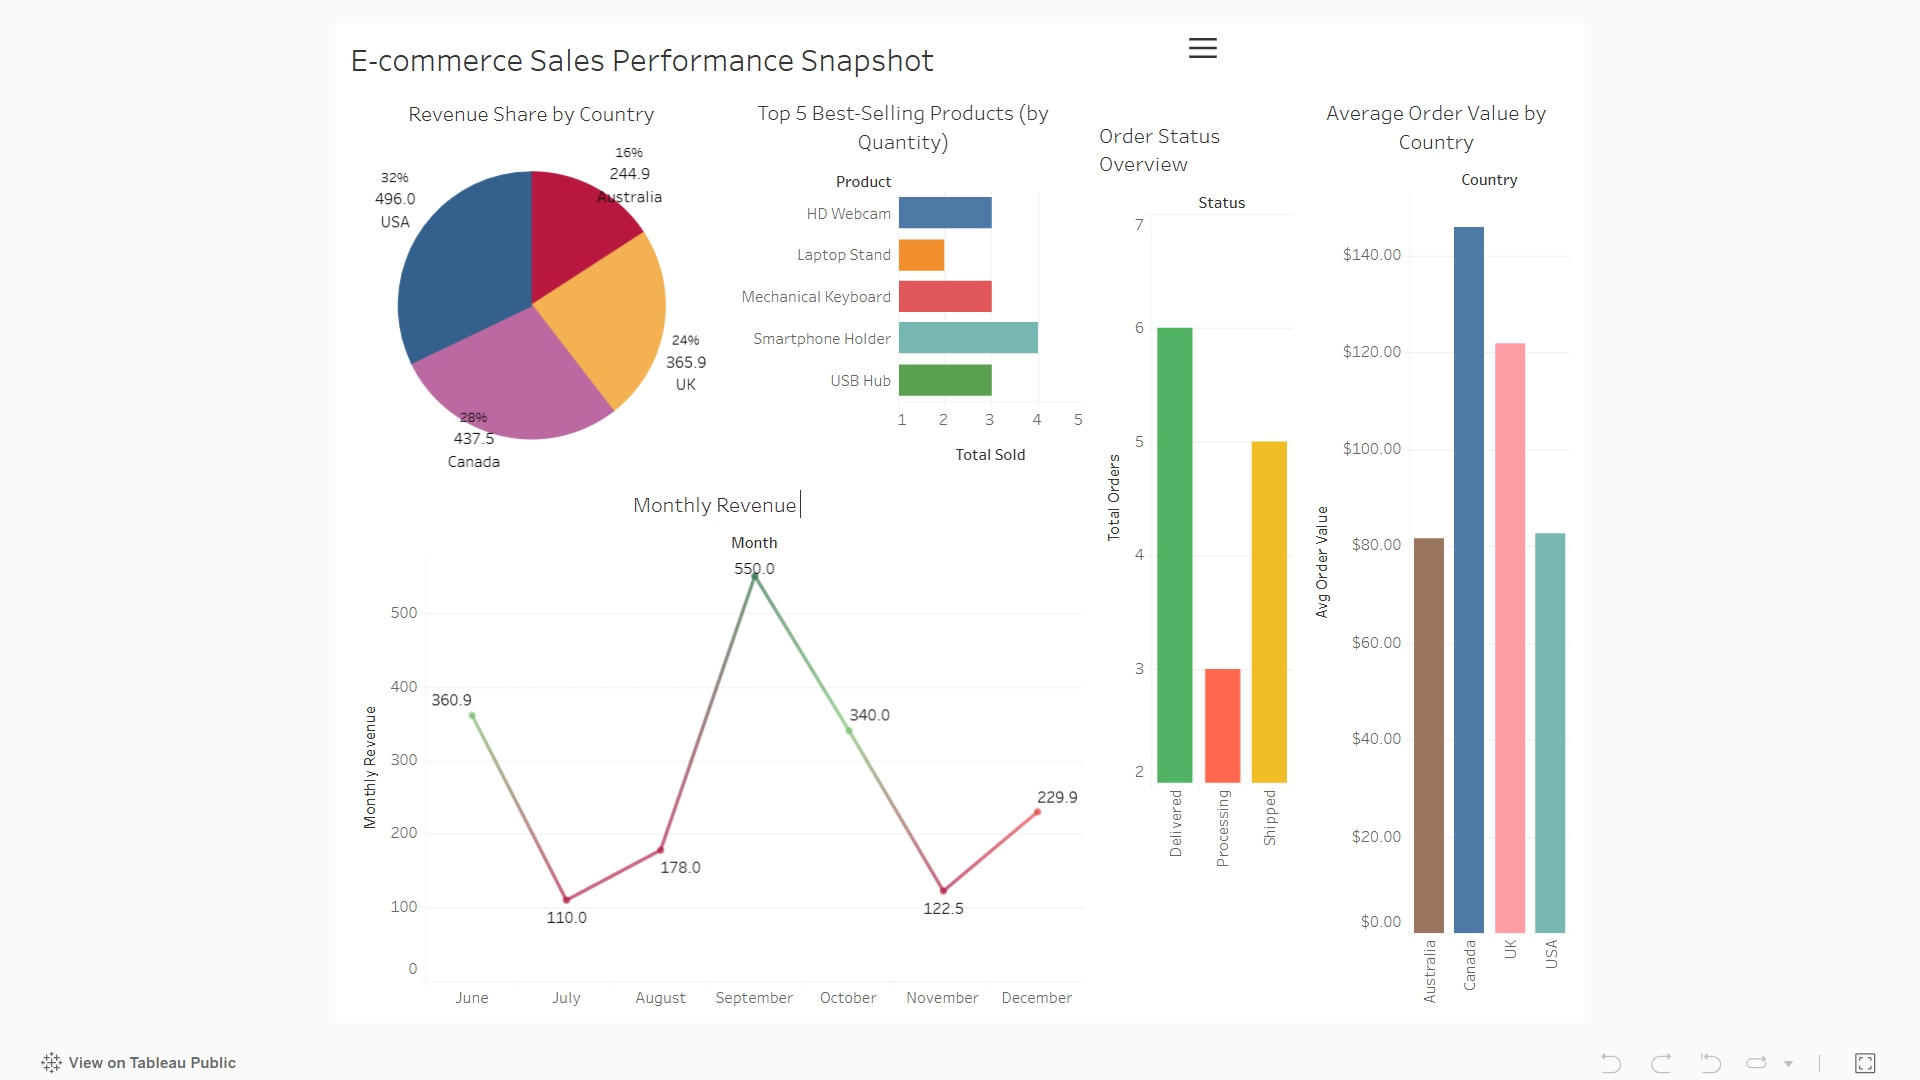 E-commerce Sales Performance Snapshot
Revenue Share by Country
16%
244.9
Australia
32%
496.0
USA
24%
365.9
UK
28%
437.5
Canada
Top 5 Best-Selling Products (by
Quantity)
Product
HD Webcam
Laptop Stand
Mechanical Keyboard
Smartphone Holder
USB Hub
1 2 3 4 5
Total Sold
Order Status
Overview
Status
7
6
5
4
3
2
Total Orders
Delivered
Processing
Shipped
Average Order Value by
Country
Country
$140.00
$120.00
$100.00
$80.00
$60.00
$40.00
$20.00
$0.00
Avg Order Value
Australia
Canada
UK
USA
Monthly Revenue
Month
550.0
500
400
300
200
100
0
Monthly Revenue
360.9
110.0
178.0
340.0
122.5
229.9
June July August September October November December
View on Tableau Public